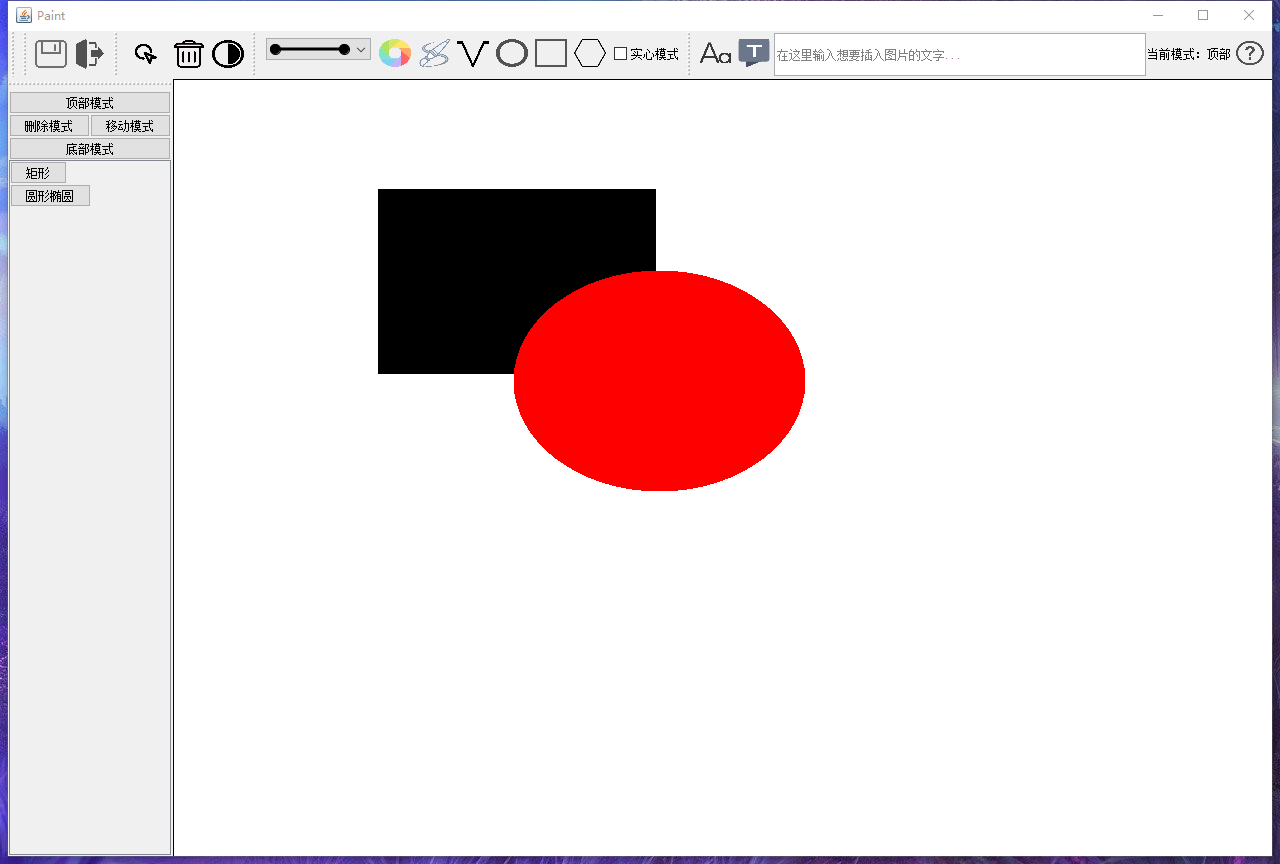 Paint
实心模式
Aa
T
在这里输入想要插入图片的文字...
当前模式：顶部
?
顶部模式
删除模式 移动模式
底部模式
矩形
圆形椭圆